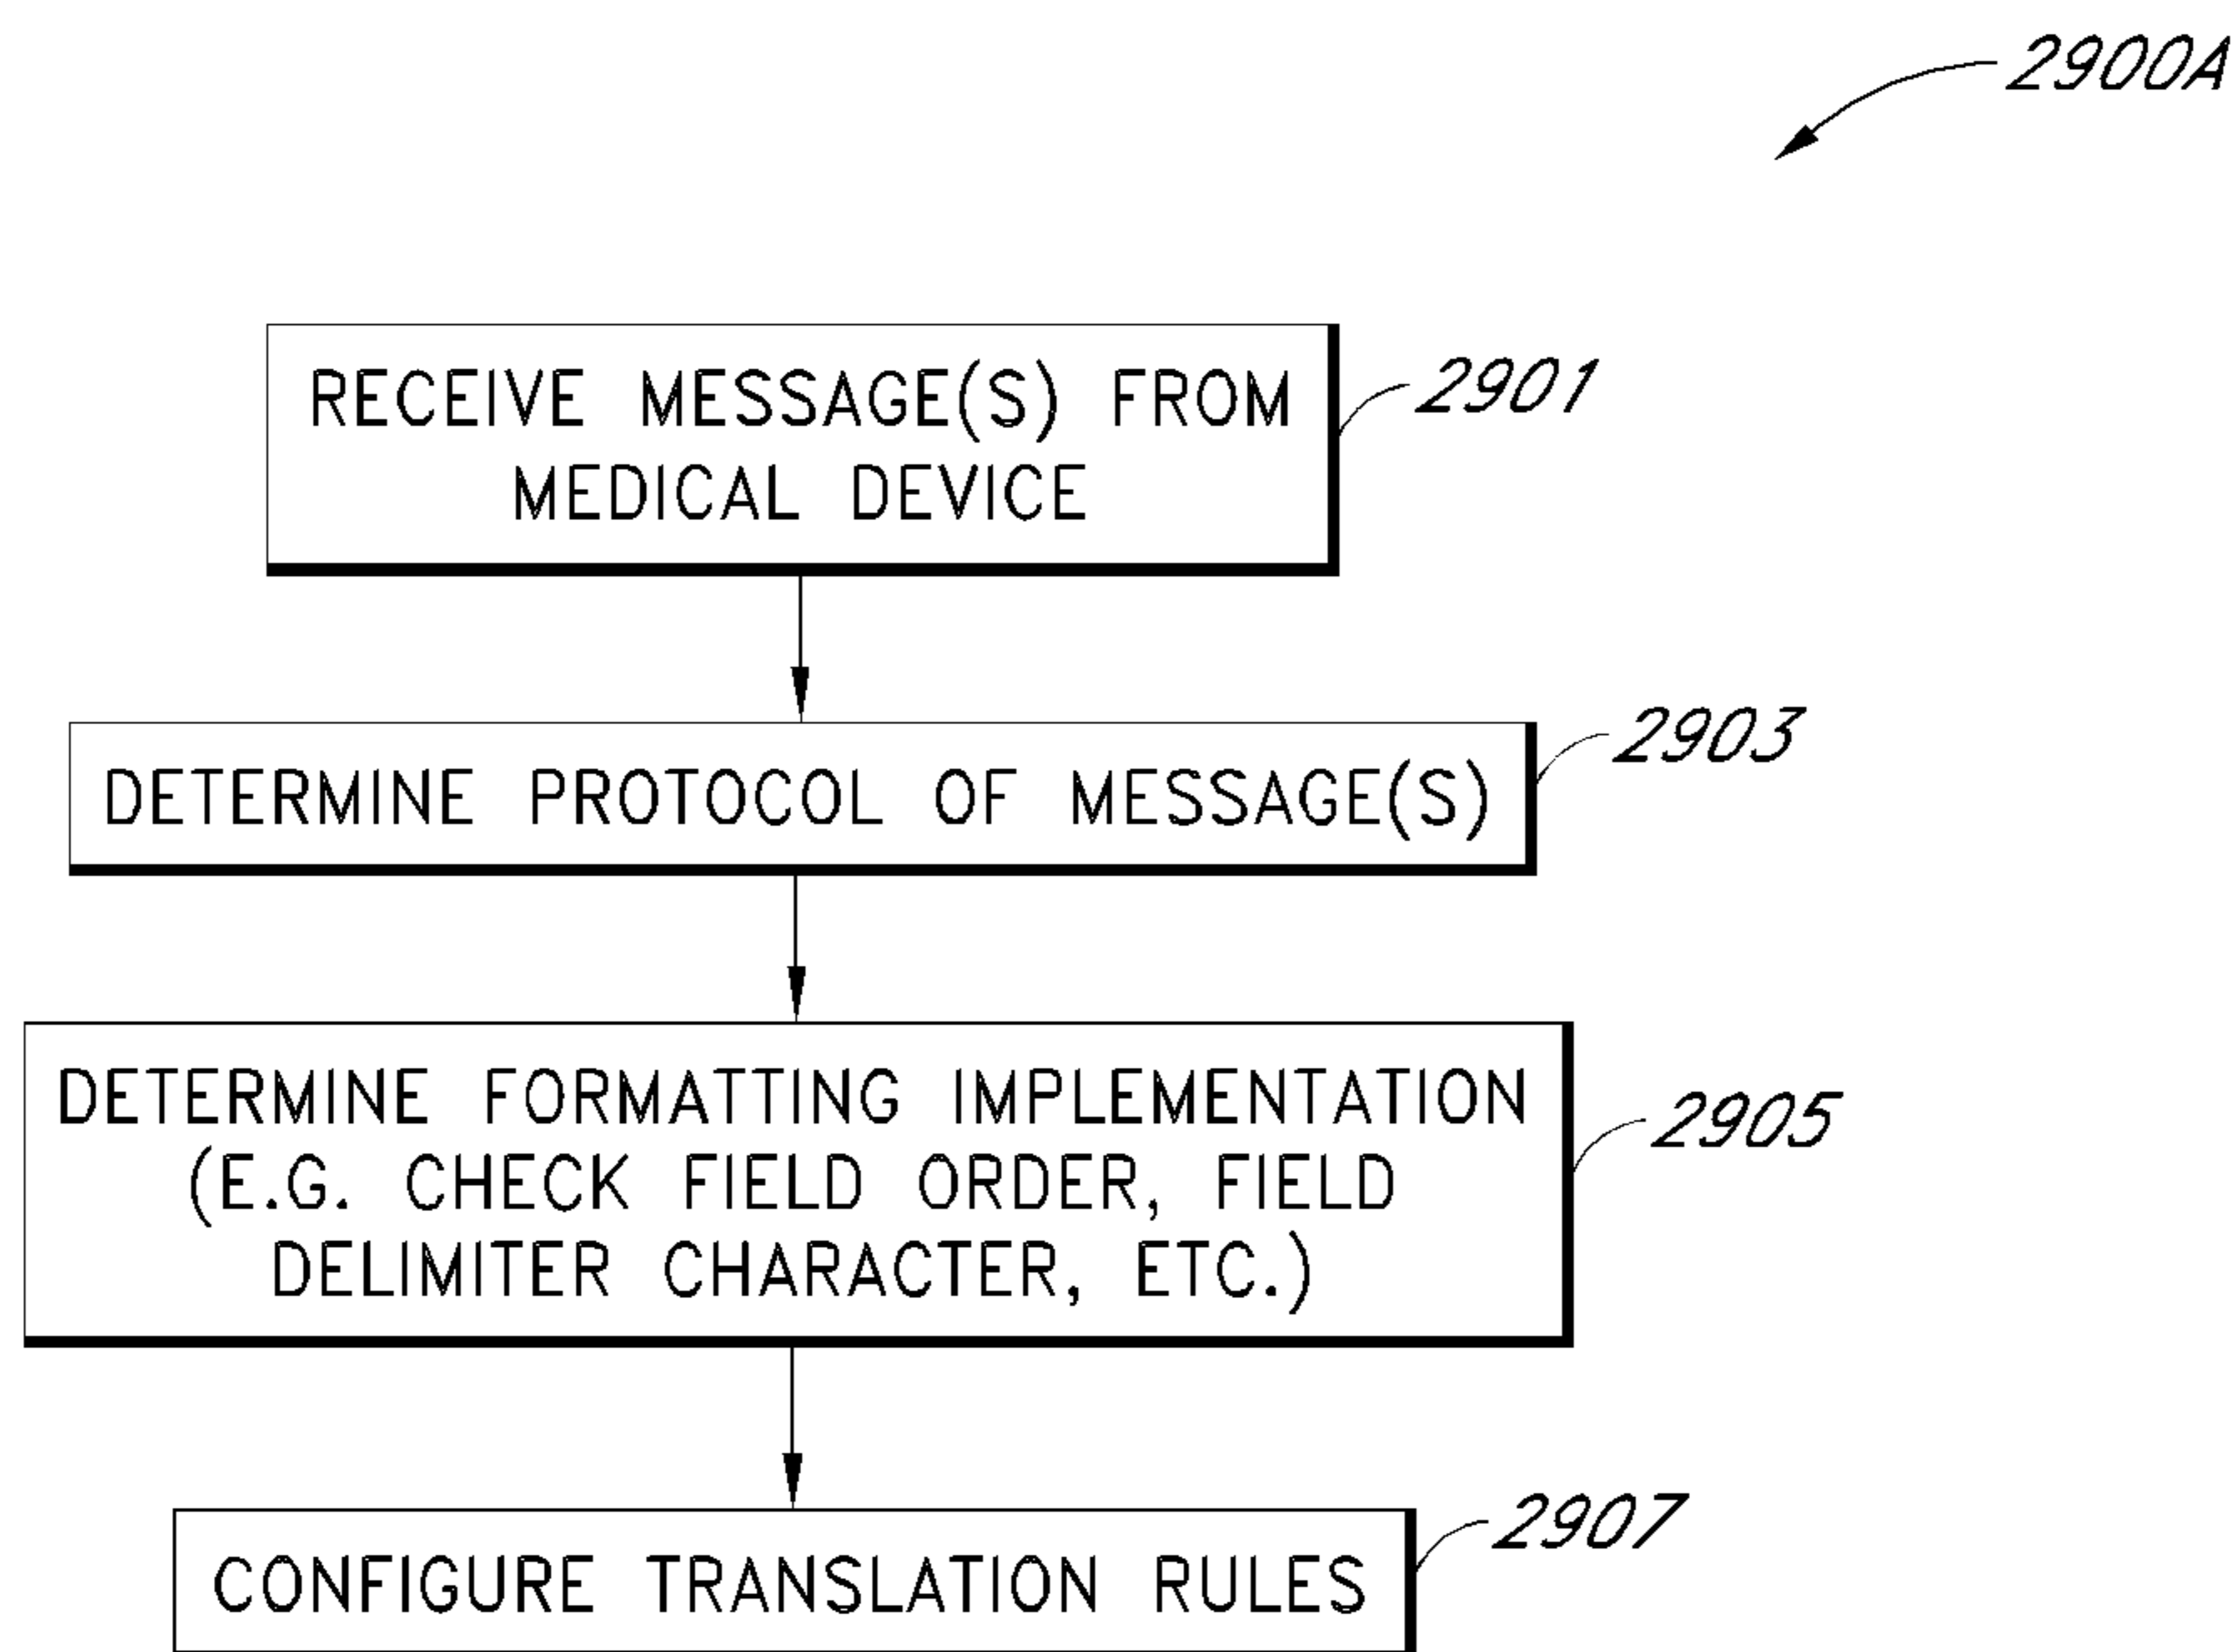 2900A
RECEIVE MESSAGE(S) FROM
MEDICAL DEVICE
2901
DETERMINE PROTOCOL OF MESSAGE(S)
2903
DETERMINE FORMATTING IMPLEMENTATION
(E.G. CHECK FIELD ORDER, FIELD
DELIMITER CHARACTER, ETC.)
2905
CONFIGURE TRANSLATION RULES
2907